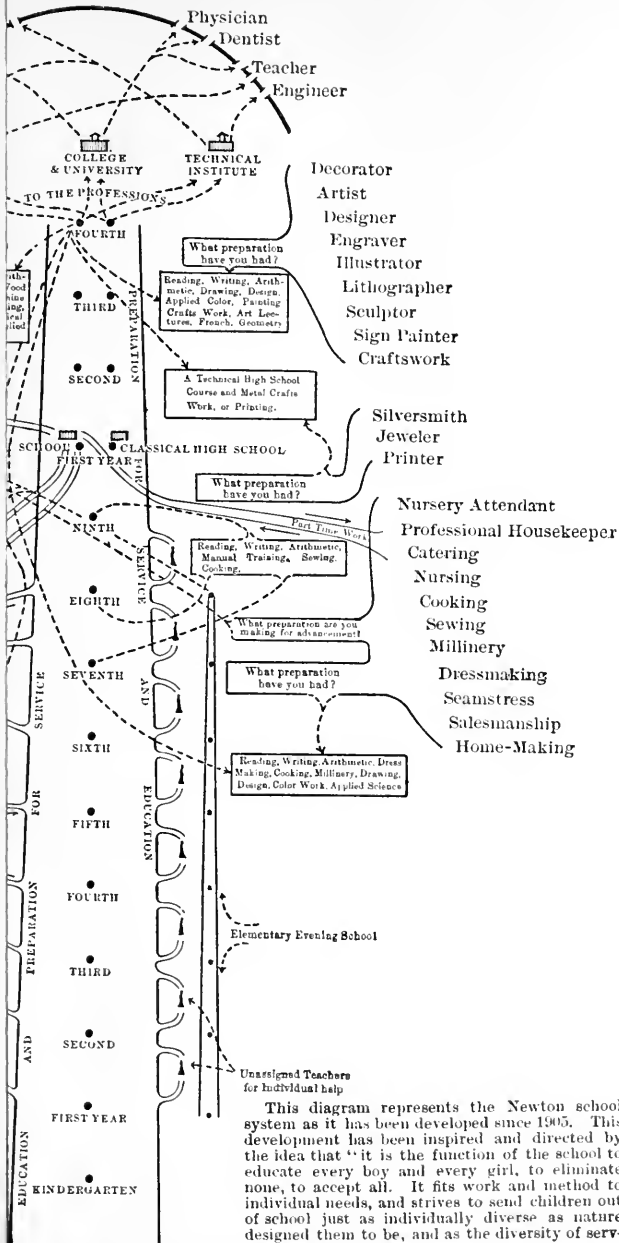 Physician
Dentist
Teacher
Engineer
COLLEGE
& UNIVERSITY
TECHNICAL
INSTITUTE
TO THE PROFESSIONS
FOURTH
THIRD
SECOND
SCHOOL
CLASSICAL HIGH SCHOOL
FIRST YEAR
NINTH
EIGHTH
SEVENTH
SIXTH
FIFTH
FOURTH
THIRD
SECOND
FIRST YEAR
KINDERGARTEN
PREPARATION
FOR
SERVICE
AND
EDUCATION
SERVICE
FOR
PREPARATION
AND
EDUCATION
Decorator
Artist
Designer
Engraver
Illustrator
Lithographer
Sculptor
Sign Painter
Craftswork
What preparation
have you had?
Reading, Writing, Arith-
metic, Drawing, Design,
Applied Color, Painting
Crafts Work, Art Lec-
tures, French, Geometry
A Technical High School
Course and Metal Crafts
Work, or Printing.
Silversmith
Jeweler
Printer
What preparation
have you had?
Part Time Work
Nursery Attendant
Professional Housekeeper
Catering
Nursing
Cooking
Sewing
Millinery
Dressmaking
Seamstress
Salesmanship
Home-Making
Reading, Writing, Arithmetic,
Manual Training, Sewing,
Cooking.
What preparation are you
making for advancement?
What preparation
have you had?
Reading, Writing, Arithmetic, Dress
Making, Cooking, Millinery, Drawing,
Design, Color Work, Applied Science
Elementary Evening School
Unassigned Teachers
for Individual help
This diagram represents the Newton school
system as it has been developed since 1905. This
development has been inspired and directed by
the idea that "it is the function of the school to
educate every boy and every girl, to eliminate
none, to accept all. It fits work and method to
individual needs, and strives to send children out
of school just as individually diverse as nature
designed them to be, and as the diversity of serv-